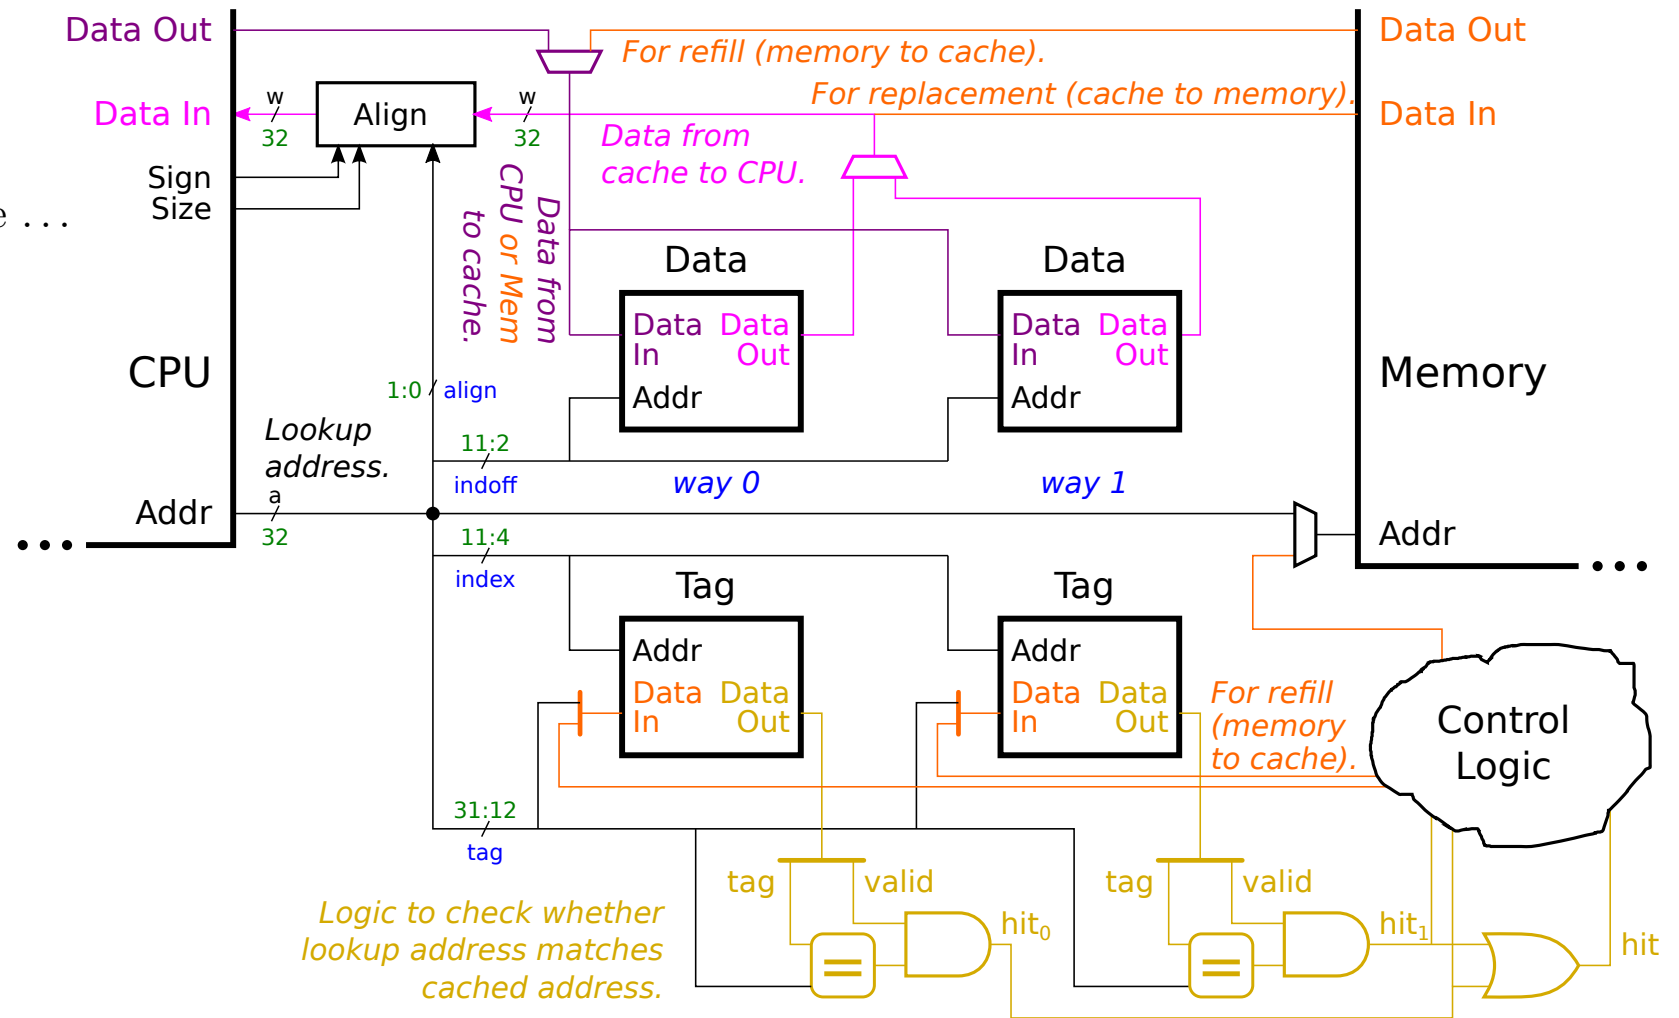 Data Out
For refill (memory to cache).
Data Out
Data In
w
32
Align
w
32
For replacement (cache to memory).
Data In
Data from
cache to CPU.
Sign
Size
e . . .
Data from
CPU or Mem
to cache.
Data
Data
CPU
Data In
Data Out
Addr
Data In
Data Out
Addr
Memory
1:0
align
Lookup
address.
11:2
indoff
way 0
way 1
Addr
a
32
Addr
11:4
index
Tag
Tag
Addr
Data In
Data Out
Addr
Data In
Data Out
For refill
(memory
to cache).
Control
Logic
31:12
tag
tag
valid
tag
valid
Logic to check whether
lookup address matches
cached address.
=
hit0
=
hit1
hit